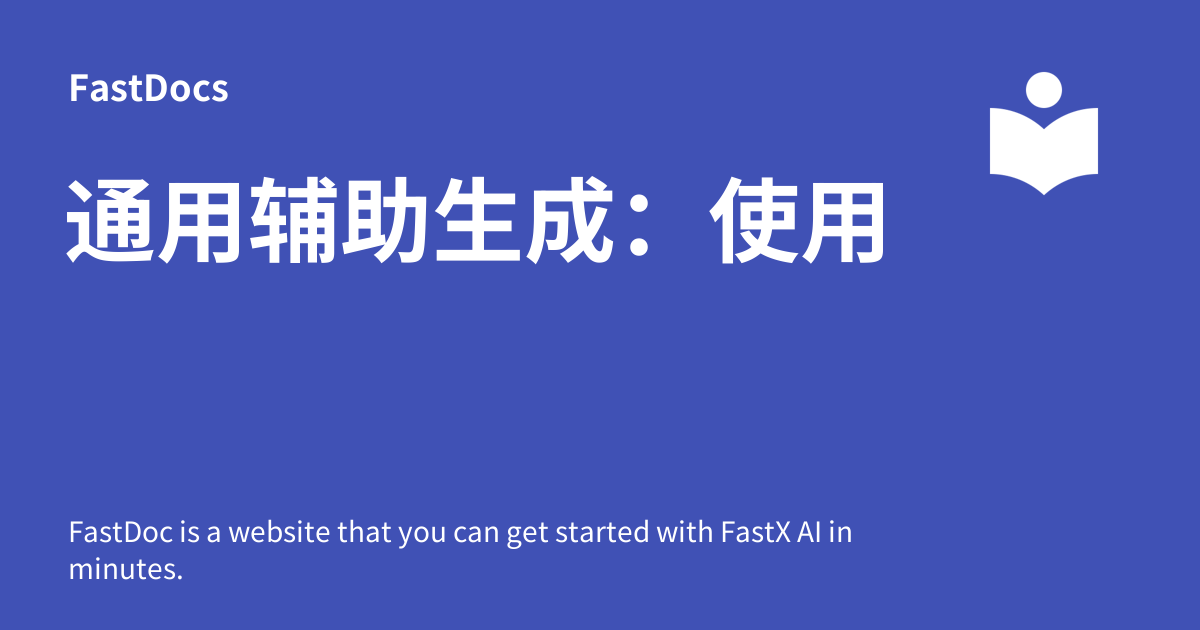 FastDocs
通用辅助生成：使用
FastDoc is a website that you can get started with FastX AI in
minutes.